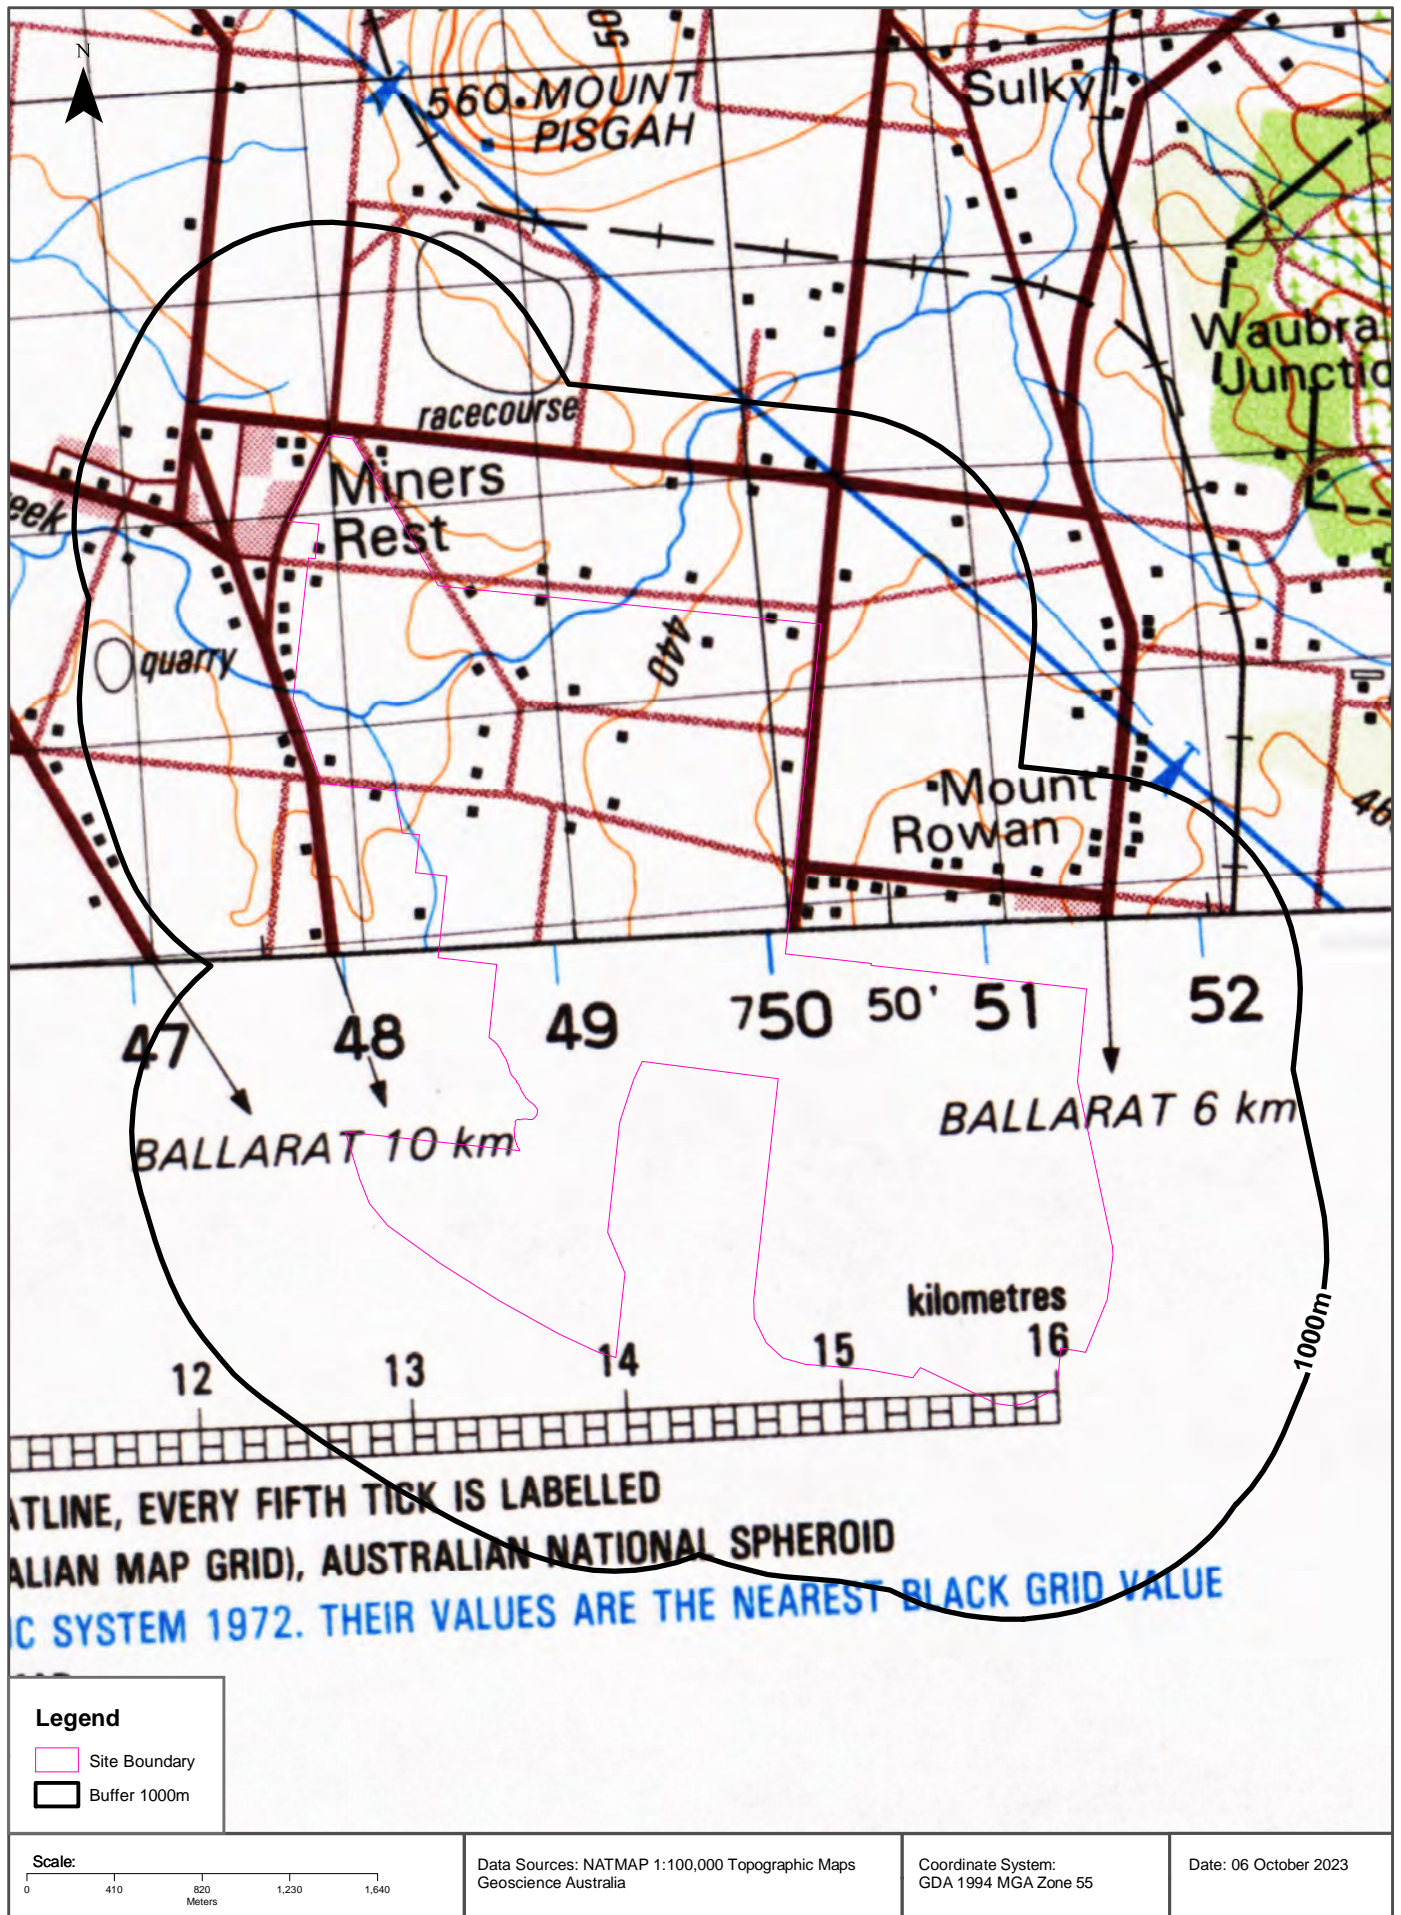 N
50
560 MOUNT
PISGAH
Sulky
Waubra
Junctio
racecourse
Miners
Rest
eek
quarry
440
Mount
Rowan
46
47
48
49
750
50'
51
52
BALLARAT 10 km
BALLARAT 6 km
kilometres
12
13
14
15
16
1000m
ATLINE, EVERY FIFTH TICK IS LABELLED
ALIAN MAP GRID), AUSTRALIAN NATIONAL SPHEROID
IC SYSTEM 1972. THEIR VALUES ARE THE NEAREST BLACK GRID VALUE
Legend
Site Boundary
Buffer 1000m
Scale:
0 410 820 1,230 1,640
Meters
Data Sources: NATMAP 1:100,000 Topographic Maps
Geoscience Australia
Coordinate System:
GDA 1994 MGA Zone 55
Date: 06 October 2023